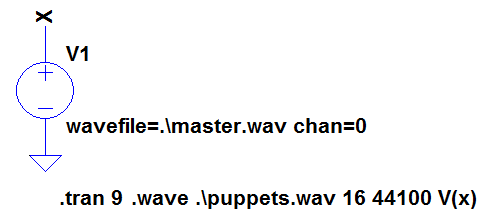 X
V1
wavefile=.\master.wav chan=0
.tran 9 .wave .\puppets.wav 16 44100 V(x)